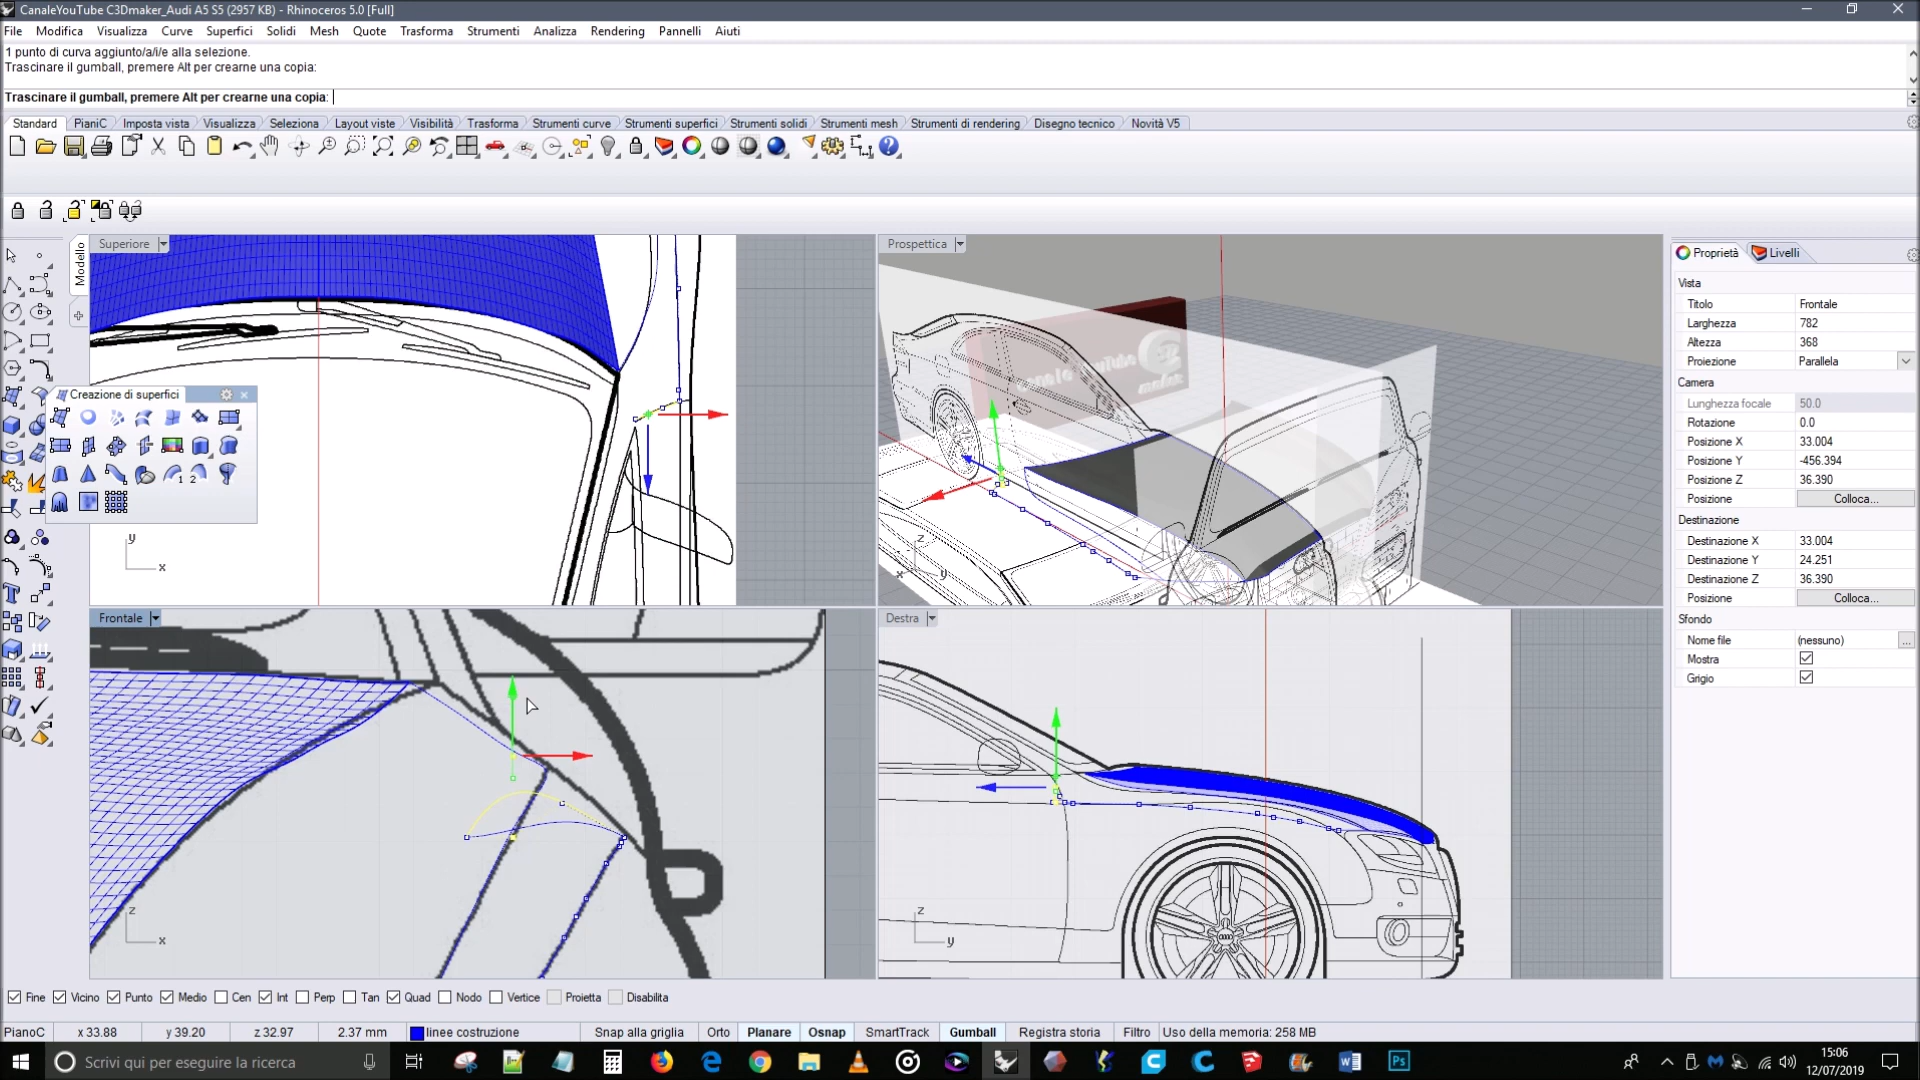 CanaleYouTube C3Dmaker_Audi A5 S5 (2957 KB) - Rhinoceros 5.0 [Full]
File Modifica Visualizza Curve Superfici Solidi Mesh Quote Trasforma Strumenti Analizza Rendering Pannelli Aiuti
1 punto di curva aggiunto/a/i/e alla selezione.
Trascinare il gumball, premere Alt per crearne una copia:
Trascinare il gumball, premere Alt per crearne una copia:
Standard PianiC Imposta vista Visualizza Seleziona Layout viste Visibilità Trasforma Strumenti curve Strumenti superfici Strumenti solidi Strumenti mesh Strumenti di rendering Disegno tecnico Novità V5
Modello
Superiore
Prospettica
Proprietà Livelli
Vista
Titolo Frontale
Larghezza 782
Altezza 368
Proiezione Parallela
Camera
Lunghezza focale 50.0
Rotazione 0.0
Posizione X 33.004
Posizione Y -456.394
Posizione Z 36.390
Posizione Colloca...
Destinazione
Destinazione X 33.004
Destinazione Y 24.251
Destinazione Z 36.390
Posizione Colloca...
Sfondo
Nome file (nessuno) ...
Mostra
Grigio
Creazione di superfici
1 2
y
x
z
x
y
Frontale
Destra
z
x
z
y
Fine Vicino Punto Medio Cen Int Perp Tan Quad Nodo Vertice Proietta Disabilita
PianoC x 33.88 y 39.20 z 32.97 2.37 mm linee costruzione Snap alla griglia Orto Planare Osnap SmartTrack Gumball Registra storia Filtro Uso della memoria: 258 MB
Scrivi qui per eseguire la ricerca
15:06
12/07/2019